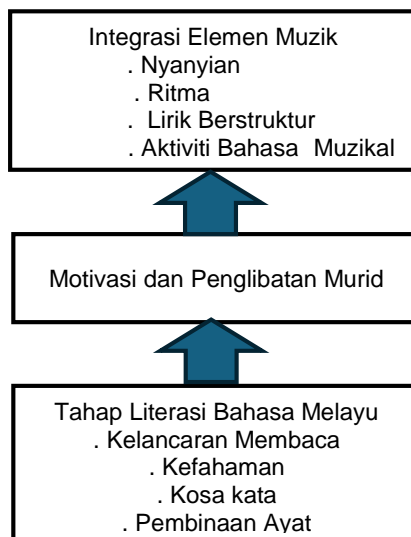 Integrasi Elemen Muzik
. Nyanyian
. Ritma
. Lirik Berstruktur
. Aktiviti Bahasa Muzikal
Motivasi dan Penglibatan Murid
Tahap Literasi Bahasa Melayu
. Kelancaran Membaca
. Kefahaman
. Kosa kata
. Pembinaan Ayat